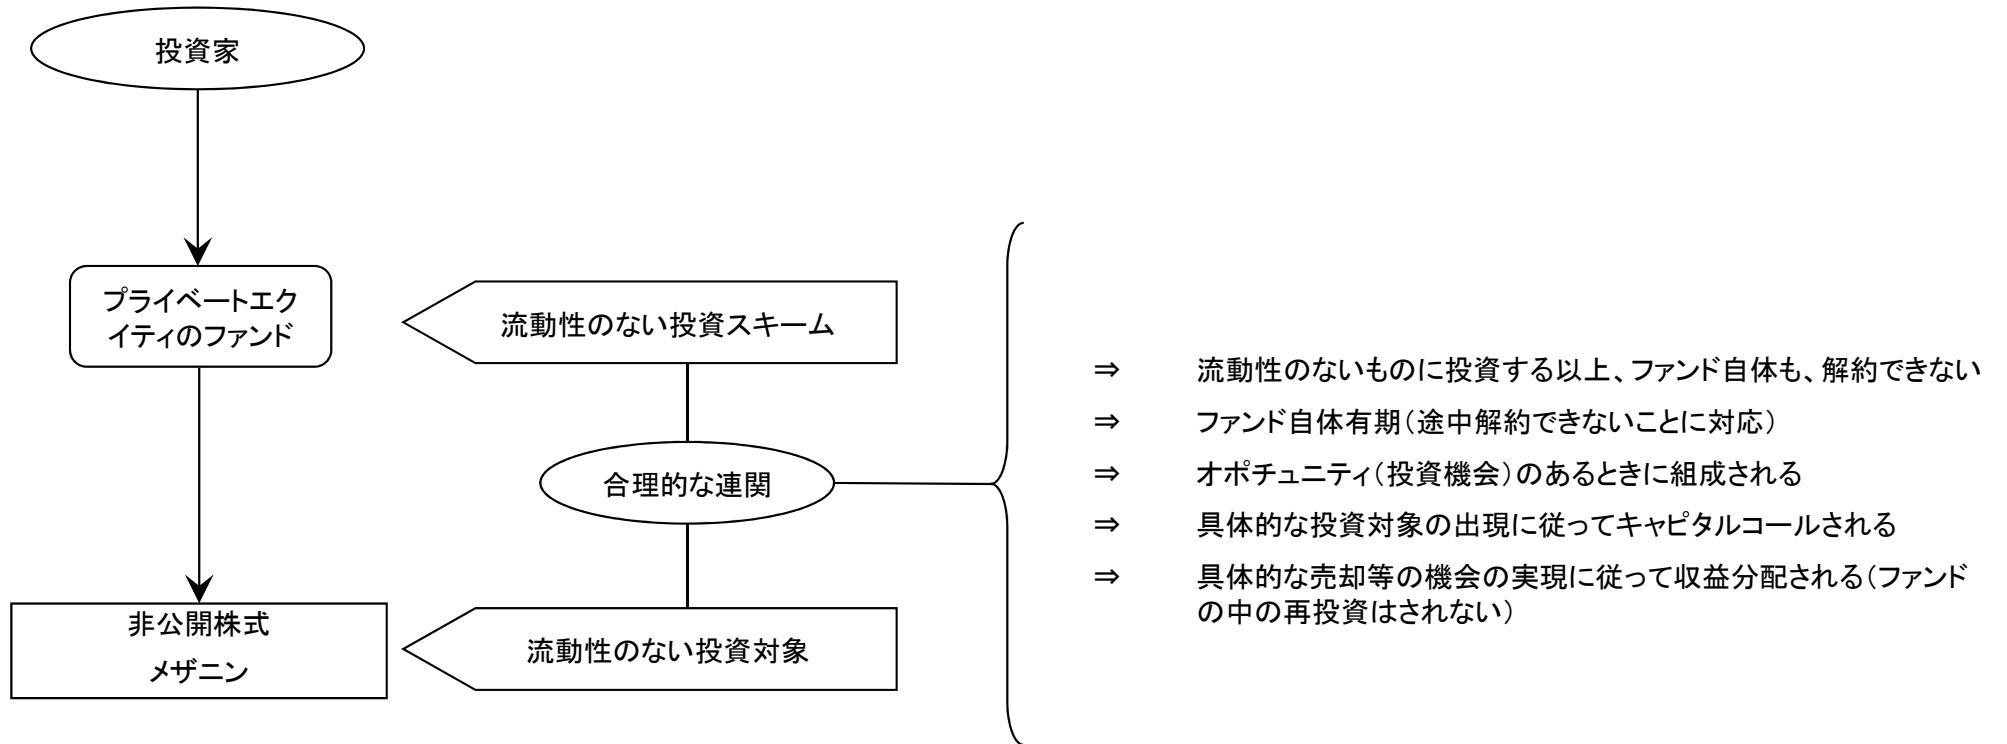 投資家
プライベートエク
イティのファンド
流動性のない投資スキーム
合理的な連関
非公開株式
メザニン
流動性のない投資対象
⇒ 流動性のないものに投資する以上、ファンド自体も、解約できない
⇒ ファンド自体有期（途中解約できないことに対応）
⇒ オポチュニティ（投資機会）のあるときに組成される
⇒ 具体的な投資対象の出現に従ってキャピタルコールされる
⇒ 具体的な売却等の機会の実現に従って収益分配される（ファンド
の中の再投資はされない）